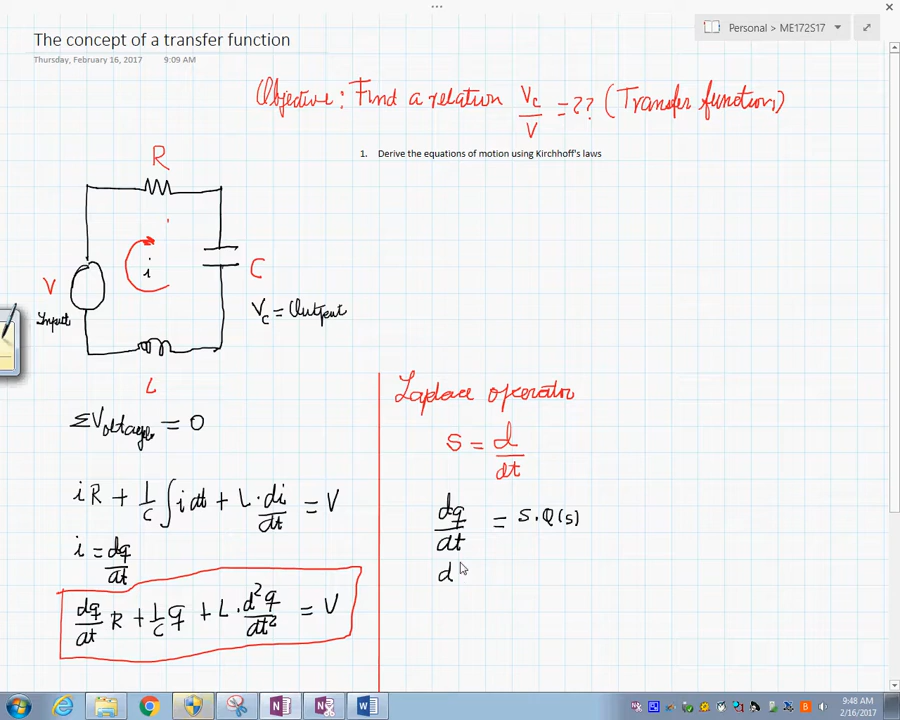 Personal > ME172S17
The concept of a transfer function
Thursday, February 16, 2017 9:09 AM
Objective: Find a relation Vc/V = ?? (Transfer function)
1. Derive the equations of motion using Kirchhoff's laws
R
i
V
Input
C
Vc = Output
L
ΣVoltages = 0
iR + 1/C ∫ i dt + L · di/dt = V
i = dq/dt
dq/dt R + 1/C q + L · d²q/dt² = V
Laplace operator
S = d/dt
dq/dt = S · Q(s)
d
9:48 AM
2/16/2017